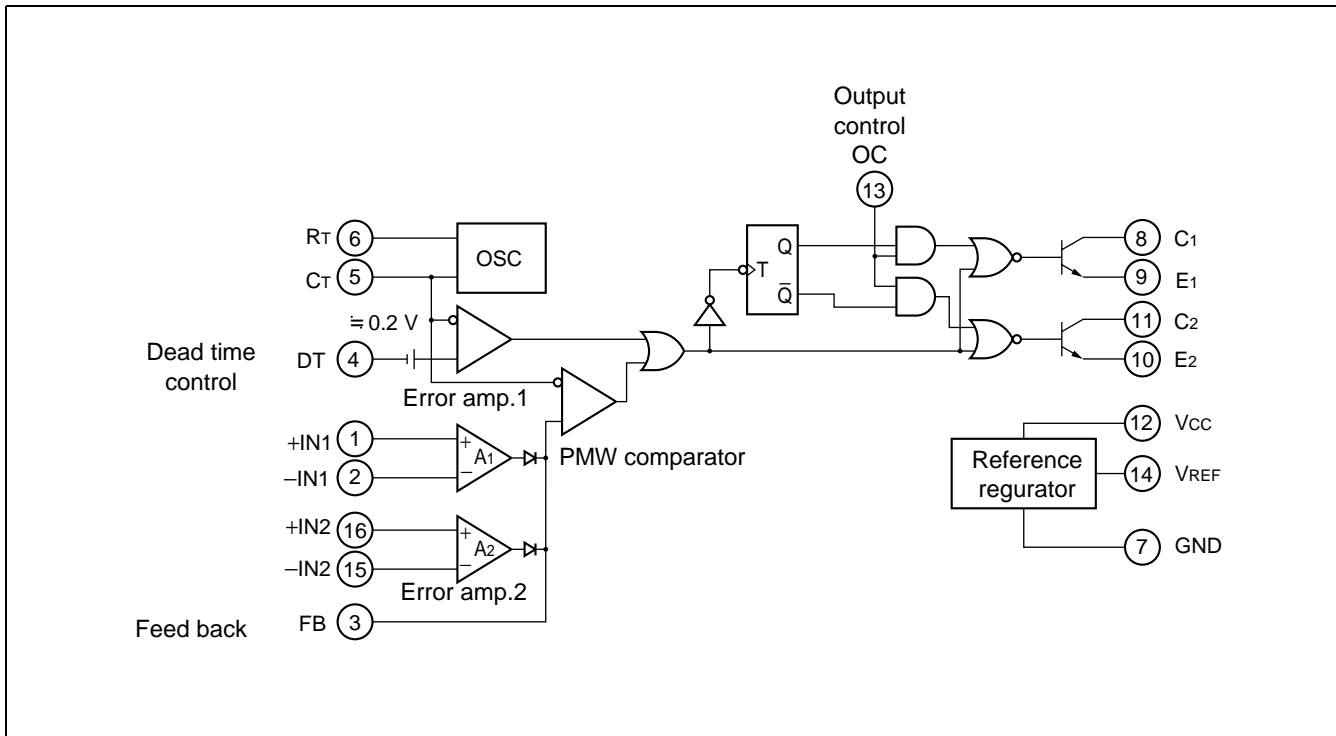 Output
control
OC
13
RT 6
CT 5
OSC
≒ 0.2 V
Dead time
control
DT 4
Error amp.1
+IN1 1
−IN1 2
+
A1
−
PMW comparator
+IN2 16
−IN2 15
+
A2
−
Error amp.2
Feed back
FB 3
T
Q
Q̅
8 C1
9 E1
11 C2
10 E2
12 VCC
Reference
regurator
14 VREF
7 GND